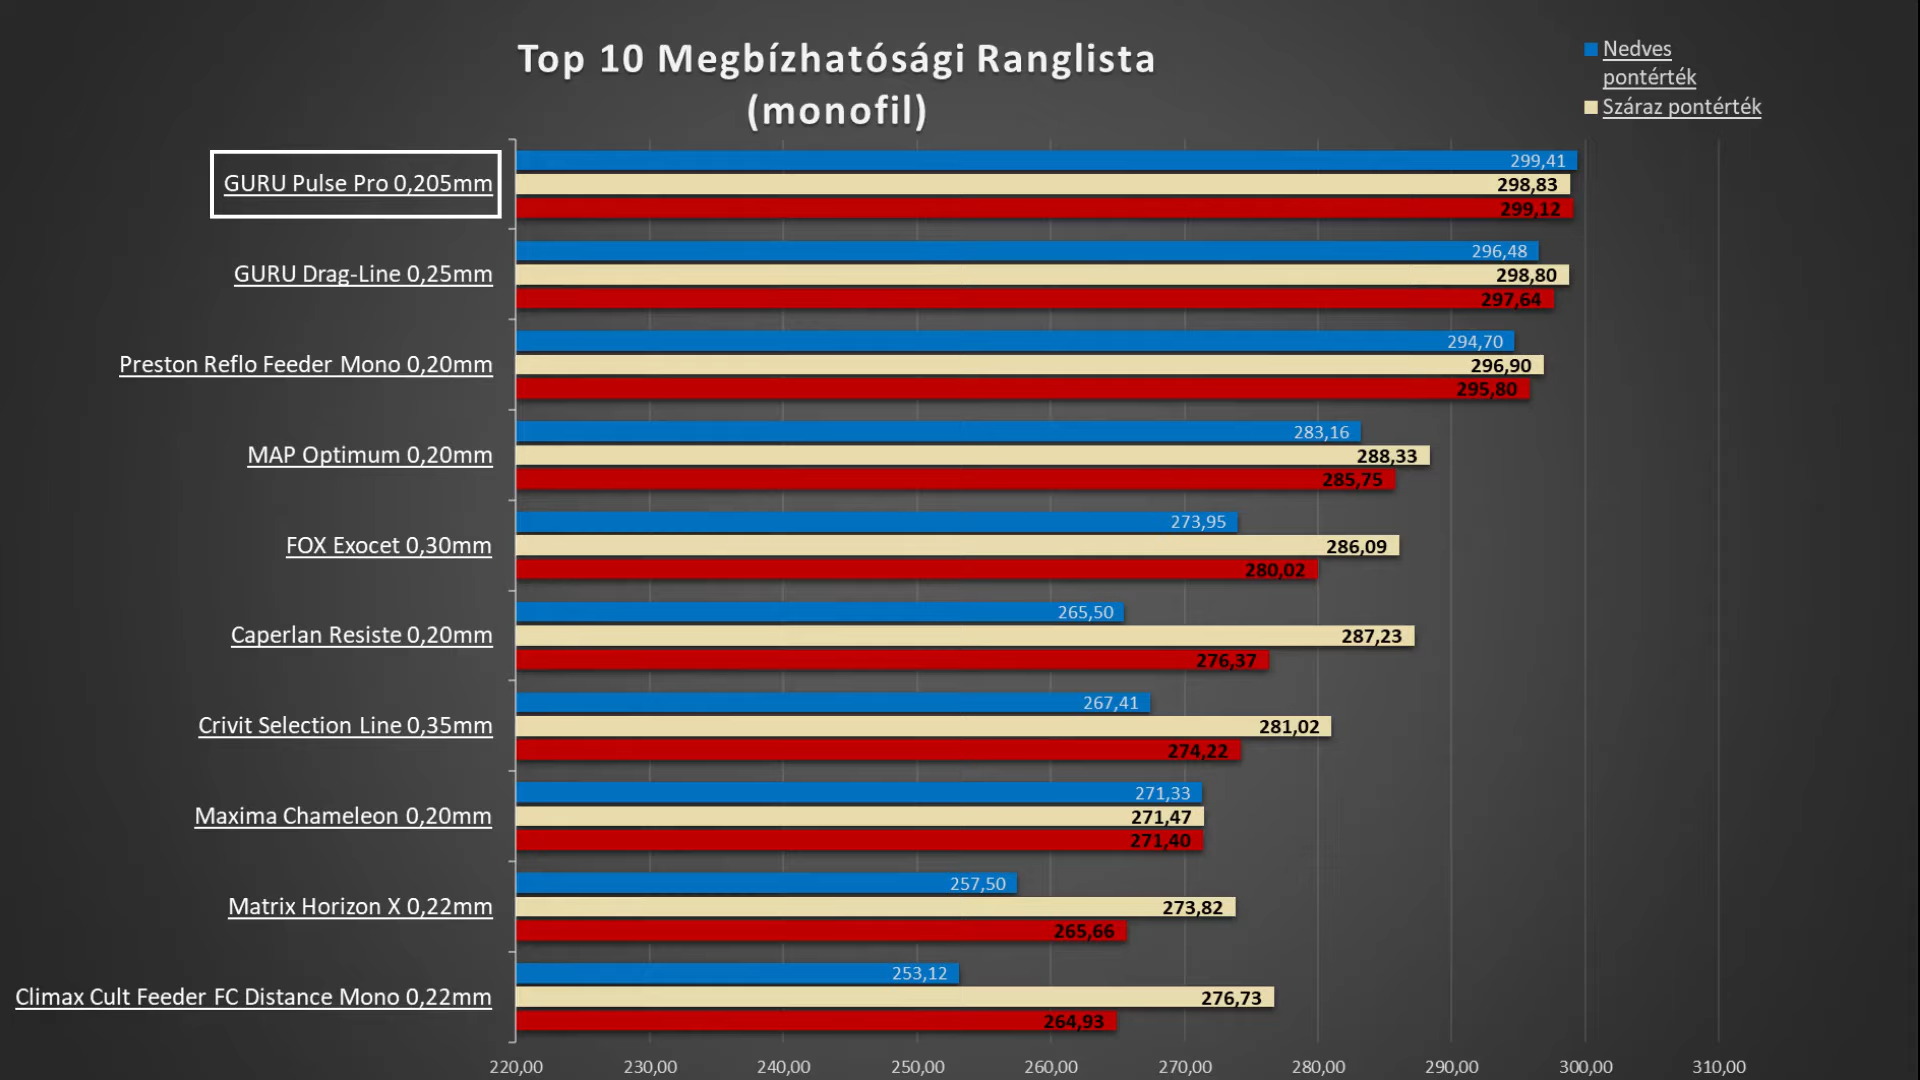 Top 10 Megbízhatósági Ranglista
(monofil)
Nedves
pontérték
Száraz pontérték
GURU Pulse Pro 0,205mm
299,41
298,83
299,12
GURU Drag-Line 0,25mm
296,48
298,80
297,64
Preston Reflo Feeder Mono 0,20mm
294,70
296,90
295,80
MAP Optimum 0,20mm
283,16
288,33
285,75
FOX Exocet 0,30mm
273,95
286,09
280,02
Caperlan Resiste 0,20mm
265,50
287,23
276,37
Crivit Selection Line 0,35mm
267,41
281,02
274,22
Maxima Chameleon 0,20mm
271,33
271,47
271,40
Matrix Horizon X 0,22mm
257,50
273,82
265,66
Climax Cult Feeder FC Distance Mono 0,22mm
253,12
276,73
264,93
220,00 230,00 240,00 250,00 260,00 270,00 280,00 290,00 300,00 310,00